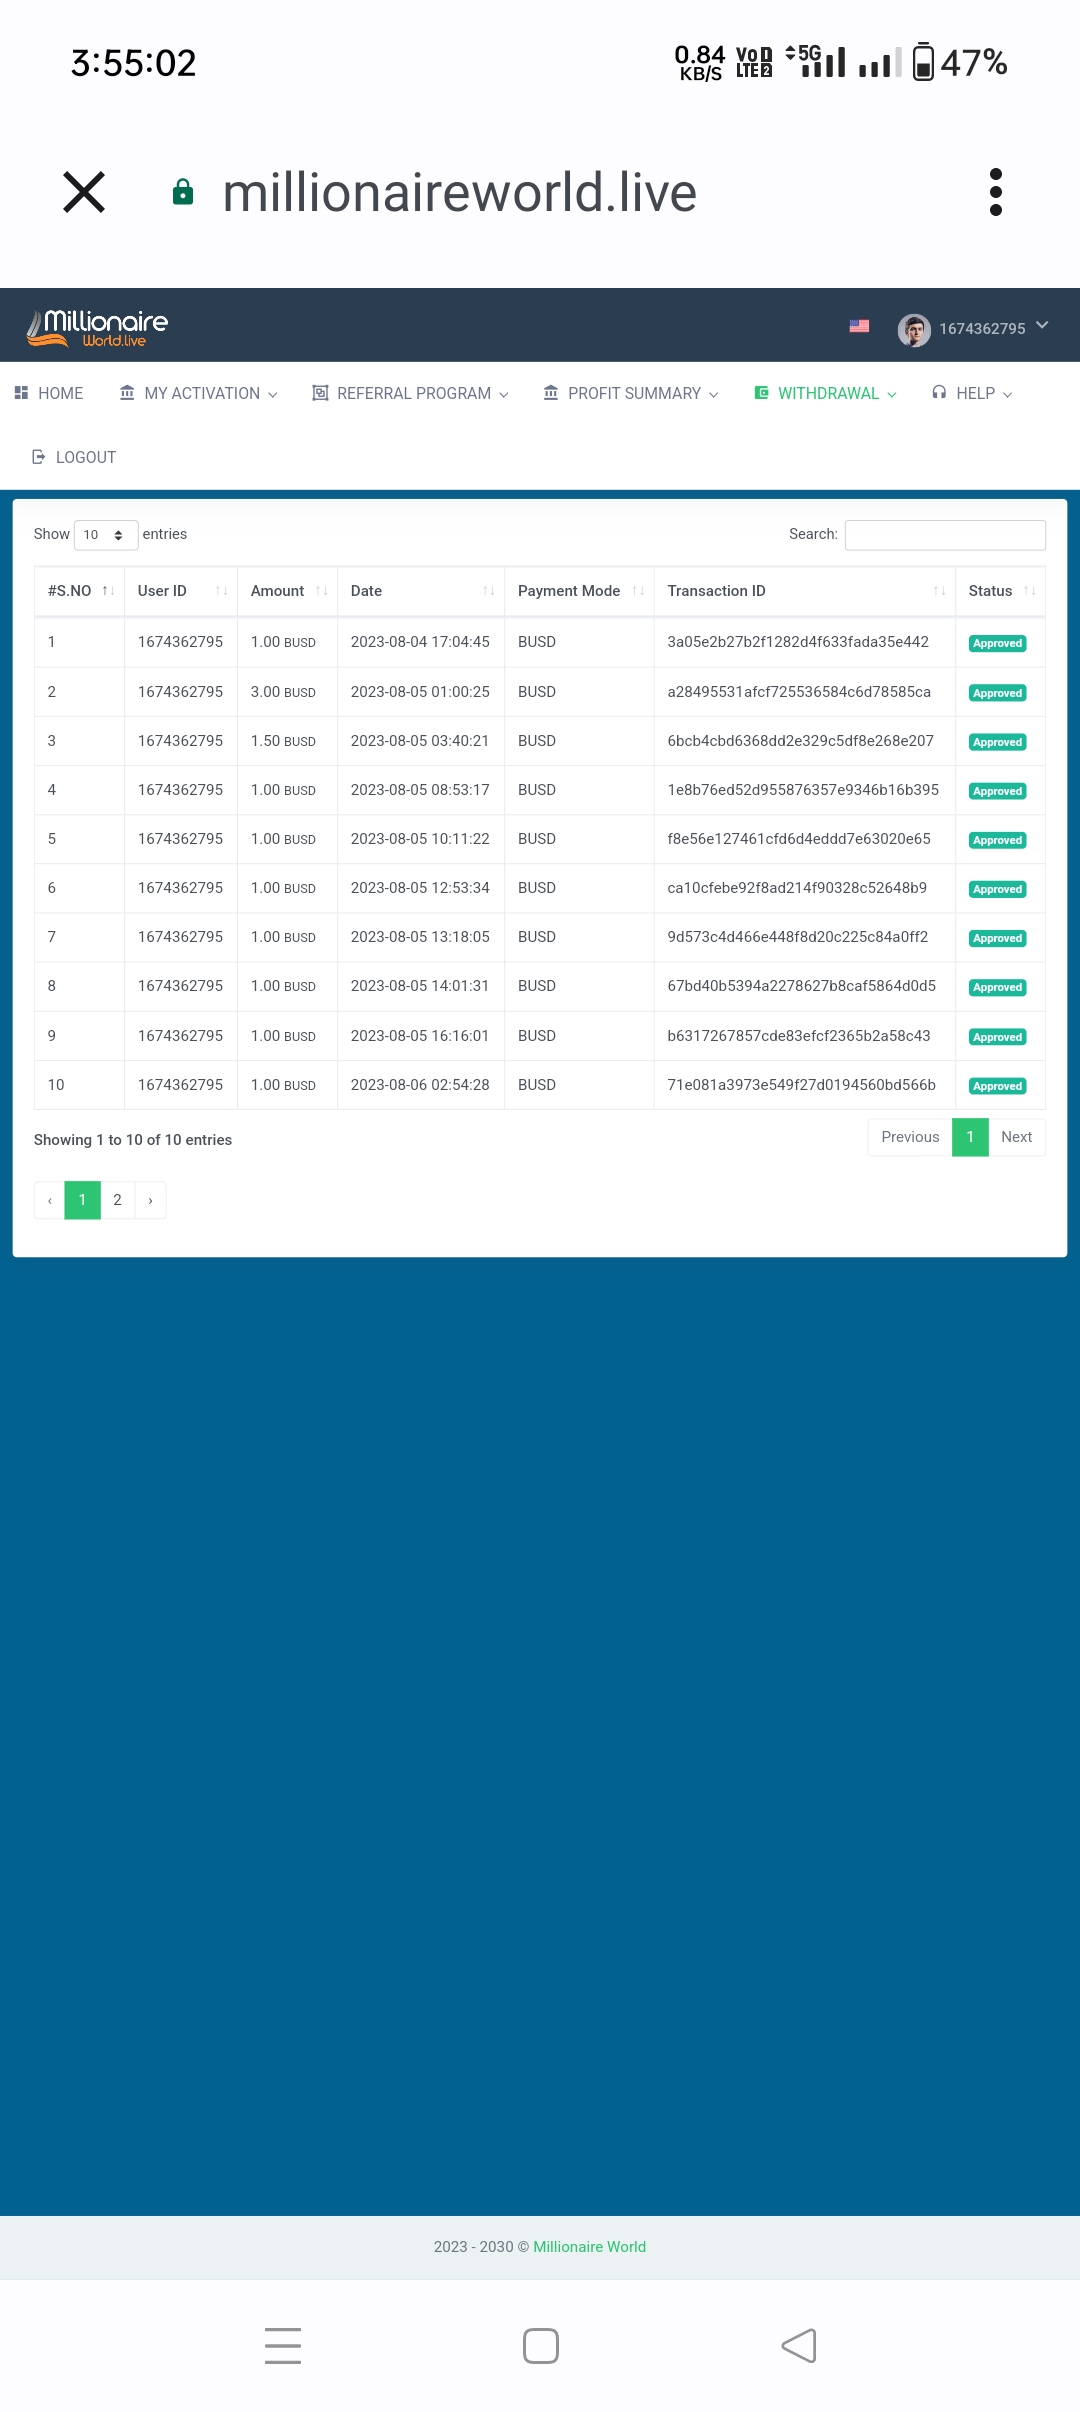 3:55:02
0.84 KB/S Vo 1 LTE 2 5G 47%
millionaireworld.live
Millionaire
World.live
1674362795
HOME MY ACTIVATION REFERRAL PROGRAM PROFIT SUMMARY WITHDRAWAL HELP
LOGOUT
Show 10 entries Search:
#S.NO ↑↓ User ID ↑↓ Amount ↑↓ Date ↑↓ Payment Mode ↑↓ Transaction ID ↑↓ Status ↑↓
1 1674362795 1.00 BUSD 2023-08-04 17:04:45 BUSD 3a05e2b27b2f1282d4f633fada35e442 Approved
2 1674362795 3.00 BUSD 2023-08-05 01:00:25 BUSD a28495531afcf725536584c6d78585ca Approved
3 1674362795 1.50 BUSD 2023-08-05 03:40:21 BUSD 6bcb4cbd6368dd2e329c5df8e268e207 Approved
4 1674362795 1.00 BUSD 2023-08-05 08:53:17 BUSD 1e8b76ed52d955876357e9346b16b395 Approved
5 1674362795 1.00 BUSD 2023-08-05 10:11:22 BUSD f8e56e127461cfd6d4eddd7e63020e65 Approved
6 1674362795 1.00 BUSD 2023-08-05 12:53:34 BUSD ca10cfebe92f8ad214f90328c52648b9 Approved
7 1674362795 1.00 BUSD 2023-08-05 13:18:05 BUSD 9d573c4d466e448f8d20c225c84a0ff2 Approved
8 1674362795 1.00 BUSD 2023-08-05 14:01:31 BUSD 67bd40b5394a2278627b8caf5864d0d5 Approved
9 1674362795 1.00 BUSD 2023-08-05 16:16:01 BUSD b6317267857cde83efcf2365b2a58c43 Approved
10 1674362795 1.00 BUSD 2023-08-06 02:54:28 BUSD 71e081a3973e549f27d0194560bd566b Approved
Showing 1 to 10 of 10 entries Previous 1 Next
‹ 1 2 ›
2023 - 2030 © Millionaire World